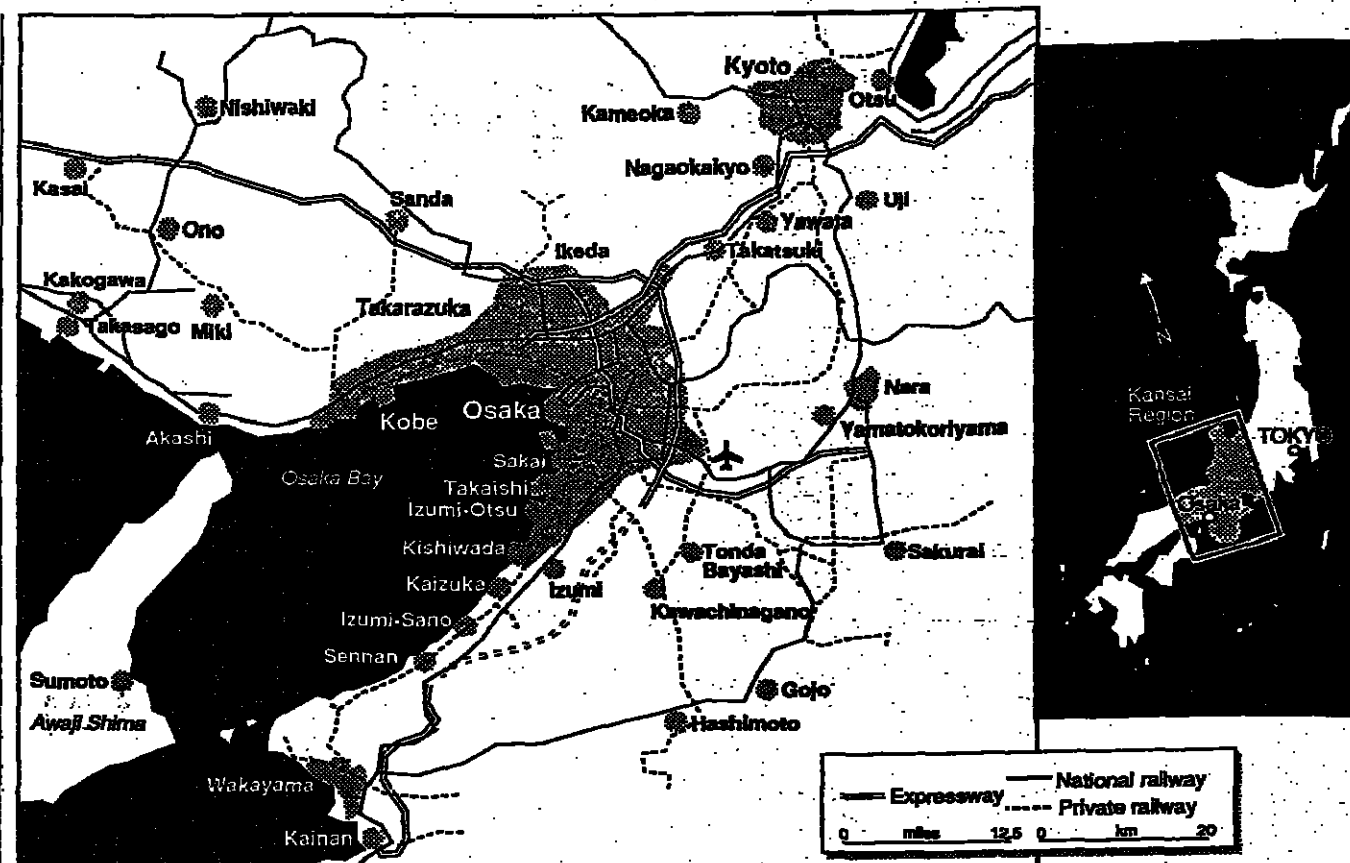 Kyoto
Otsu
Nishiwaki
Kameoka
Nagaokakyo
Kasai
Sanda
Uji
Ono
Yawata
Ikeda
Takatsuki
Kakogawa
Takarazuka
Takasago
Miki
Nara
Kobe
Osaka
Akashi
Yamatokoriyama
Sakai
Osaka Bay
Takaishi
Izumi-Otsu
Kishiwada
Tonda
Bayashi
Sakurai
Kaizuka
Izumi
Kawachinagano
Izumi-Sano
Sennan
Sumoto
Gojo
Awaji Shima
Hashimoto
Wakayama
Kainan
N
Kansai
Region
TOKYO
Expressway
National railway
Private railway
0 miles 12.5 0 km 20